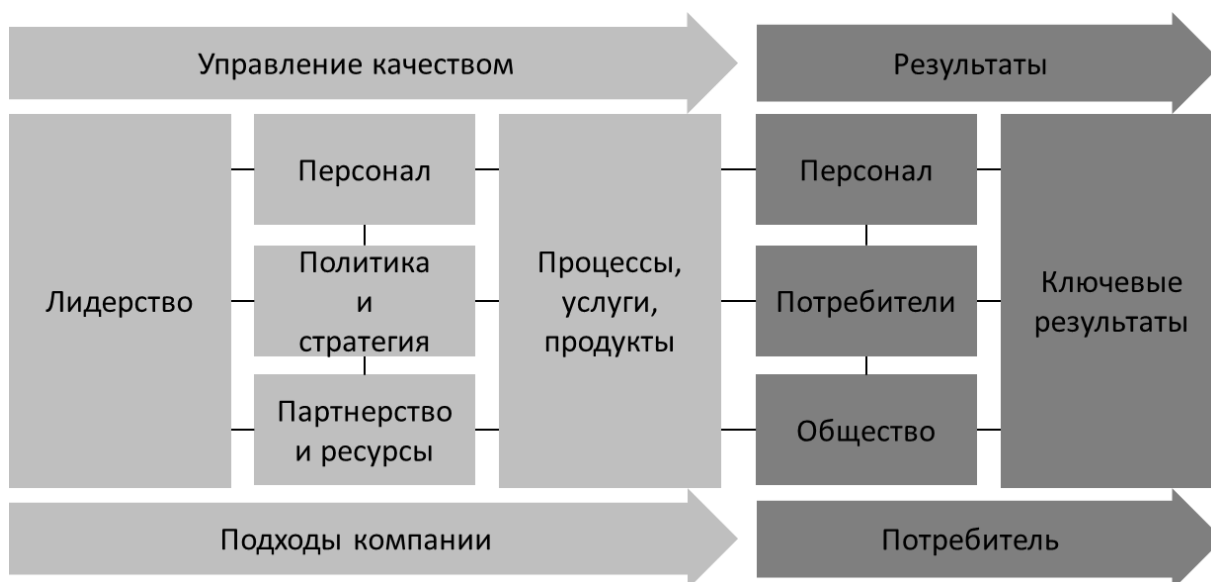 Управление качеством
Результаты
Лидерство
Персонал
Политика
и
стратегия
Партнерство
и ресурсы
Процессы,
услуги,
продукты
Персонал
Потребители
Общество
Ключевые
результаты
Подходы компании
Потребитель